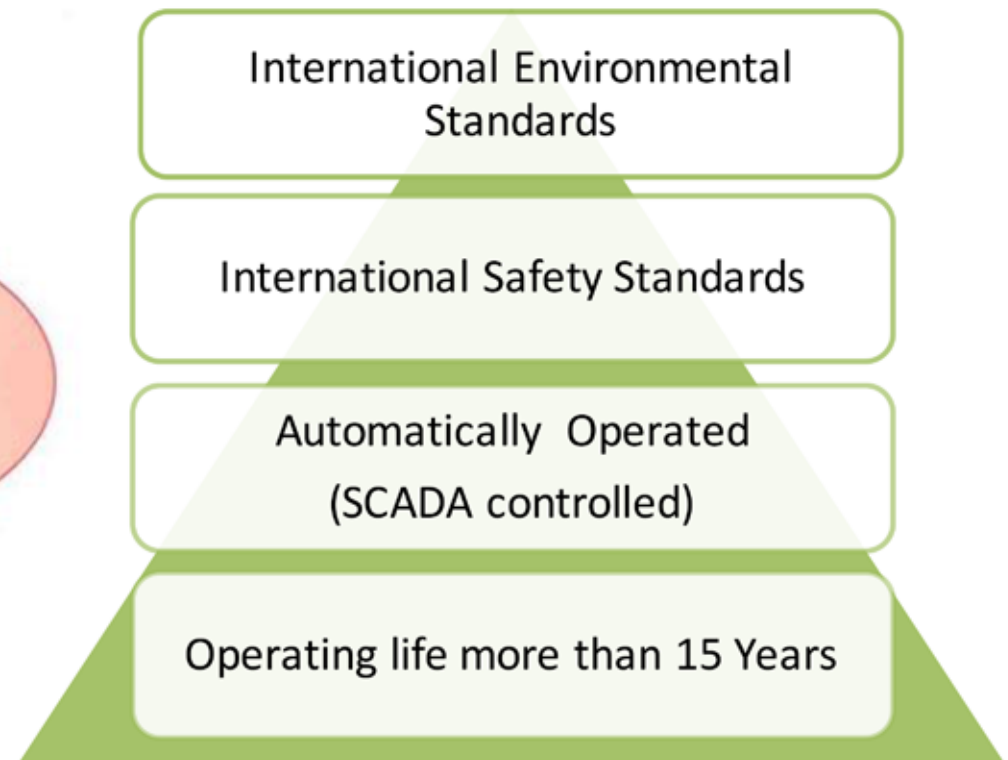 International Environmental
Standards
International Safety Standards
Automatically Operated
(SCADA controlled)
Operating life more than 15 Years